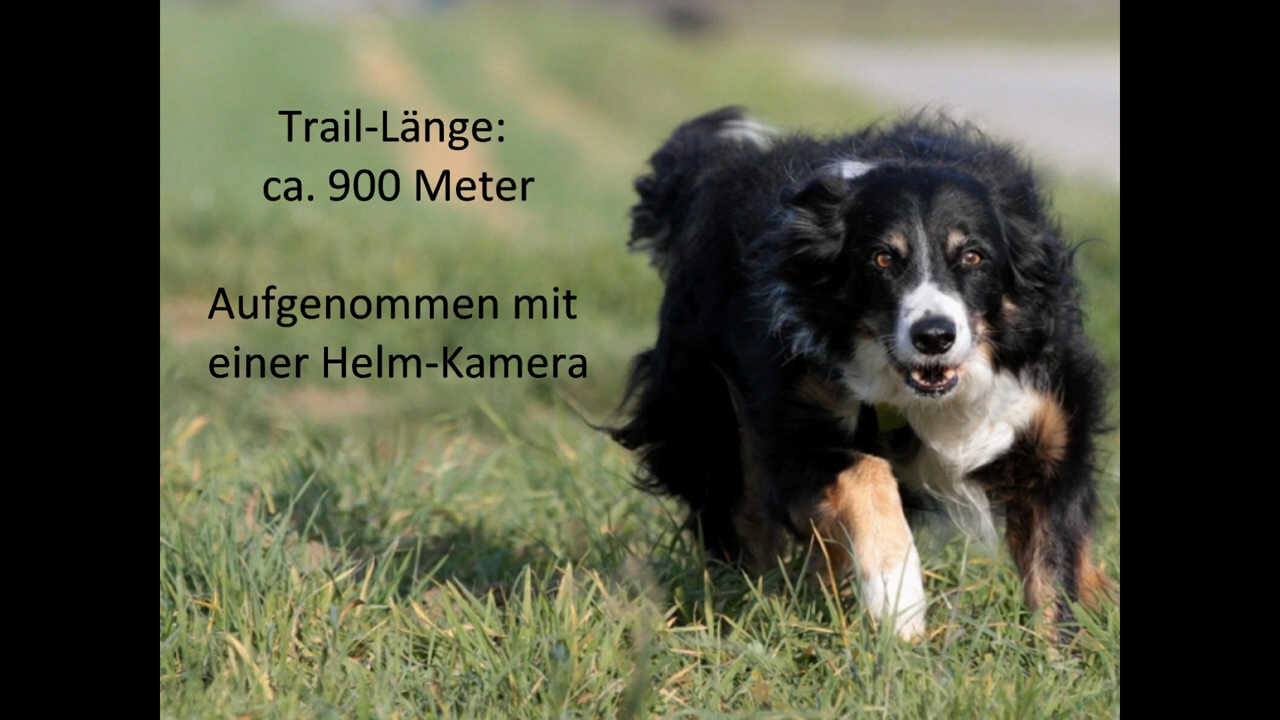 Trail-Länge:
ca. 900 Meter
Aufgenommen mit
einer Helm-Kamera